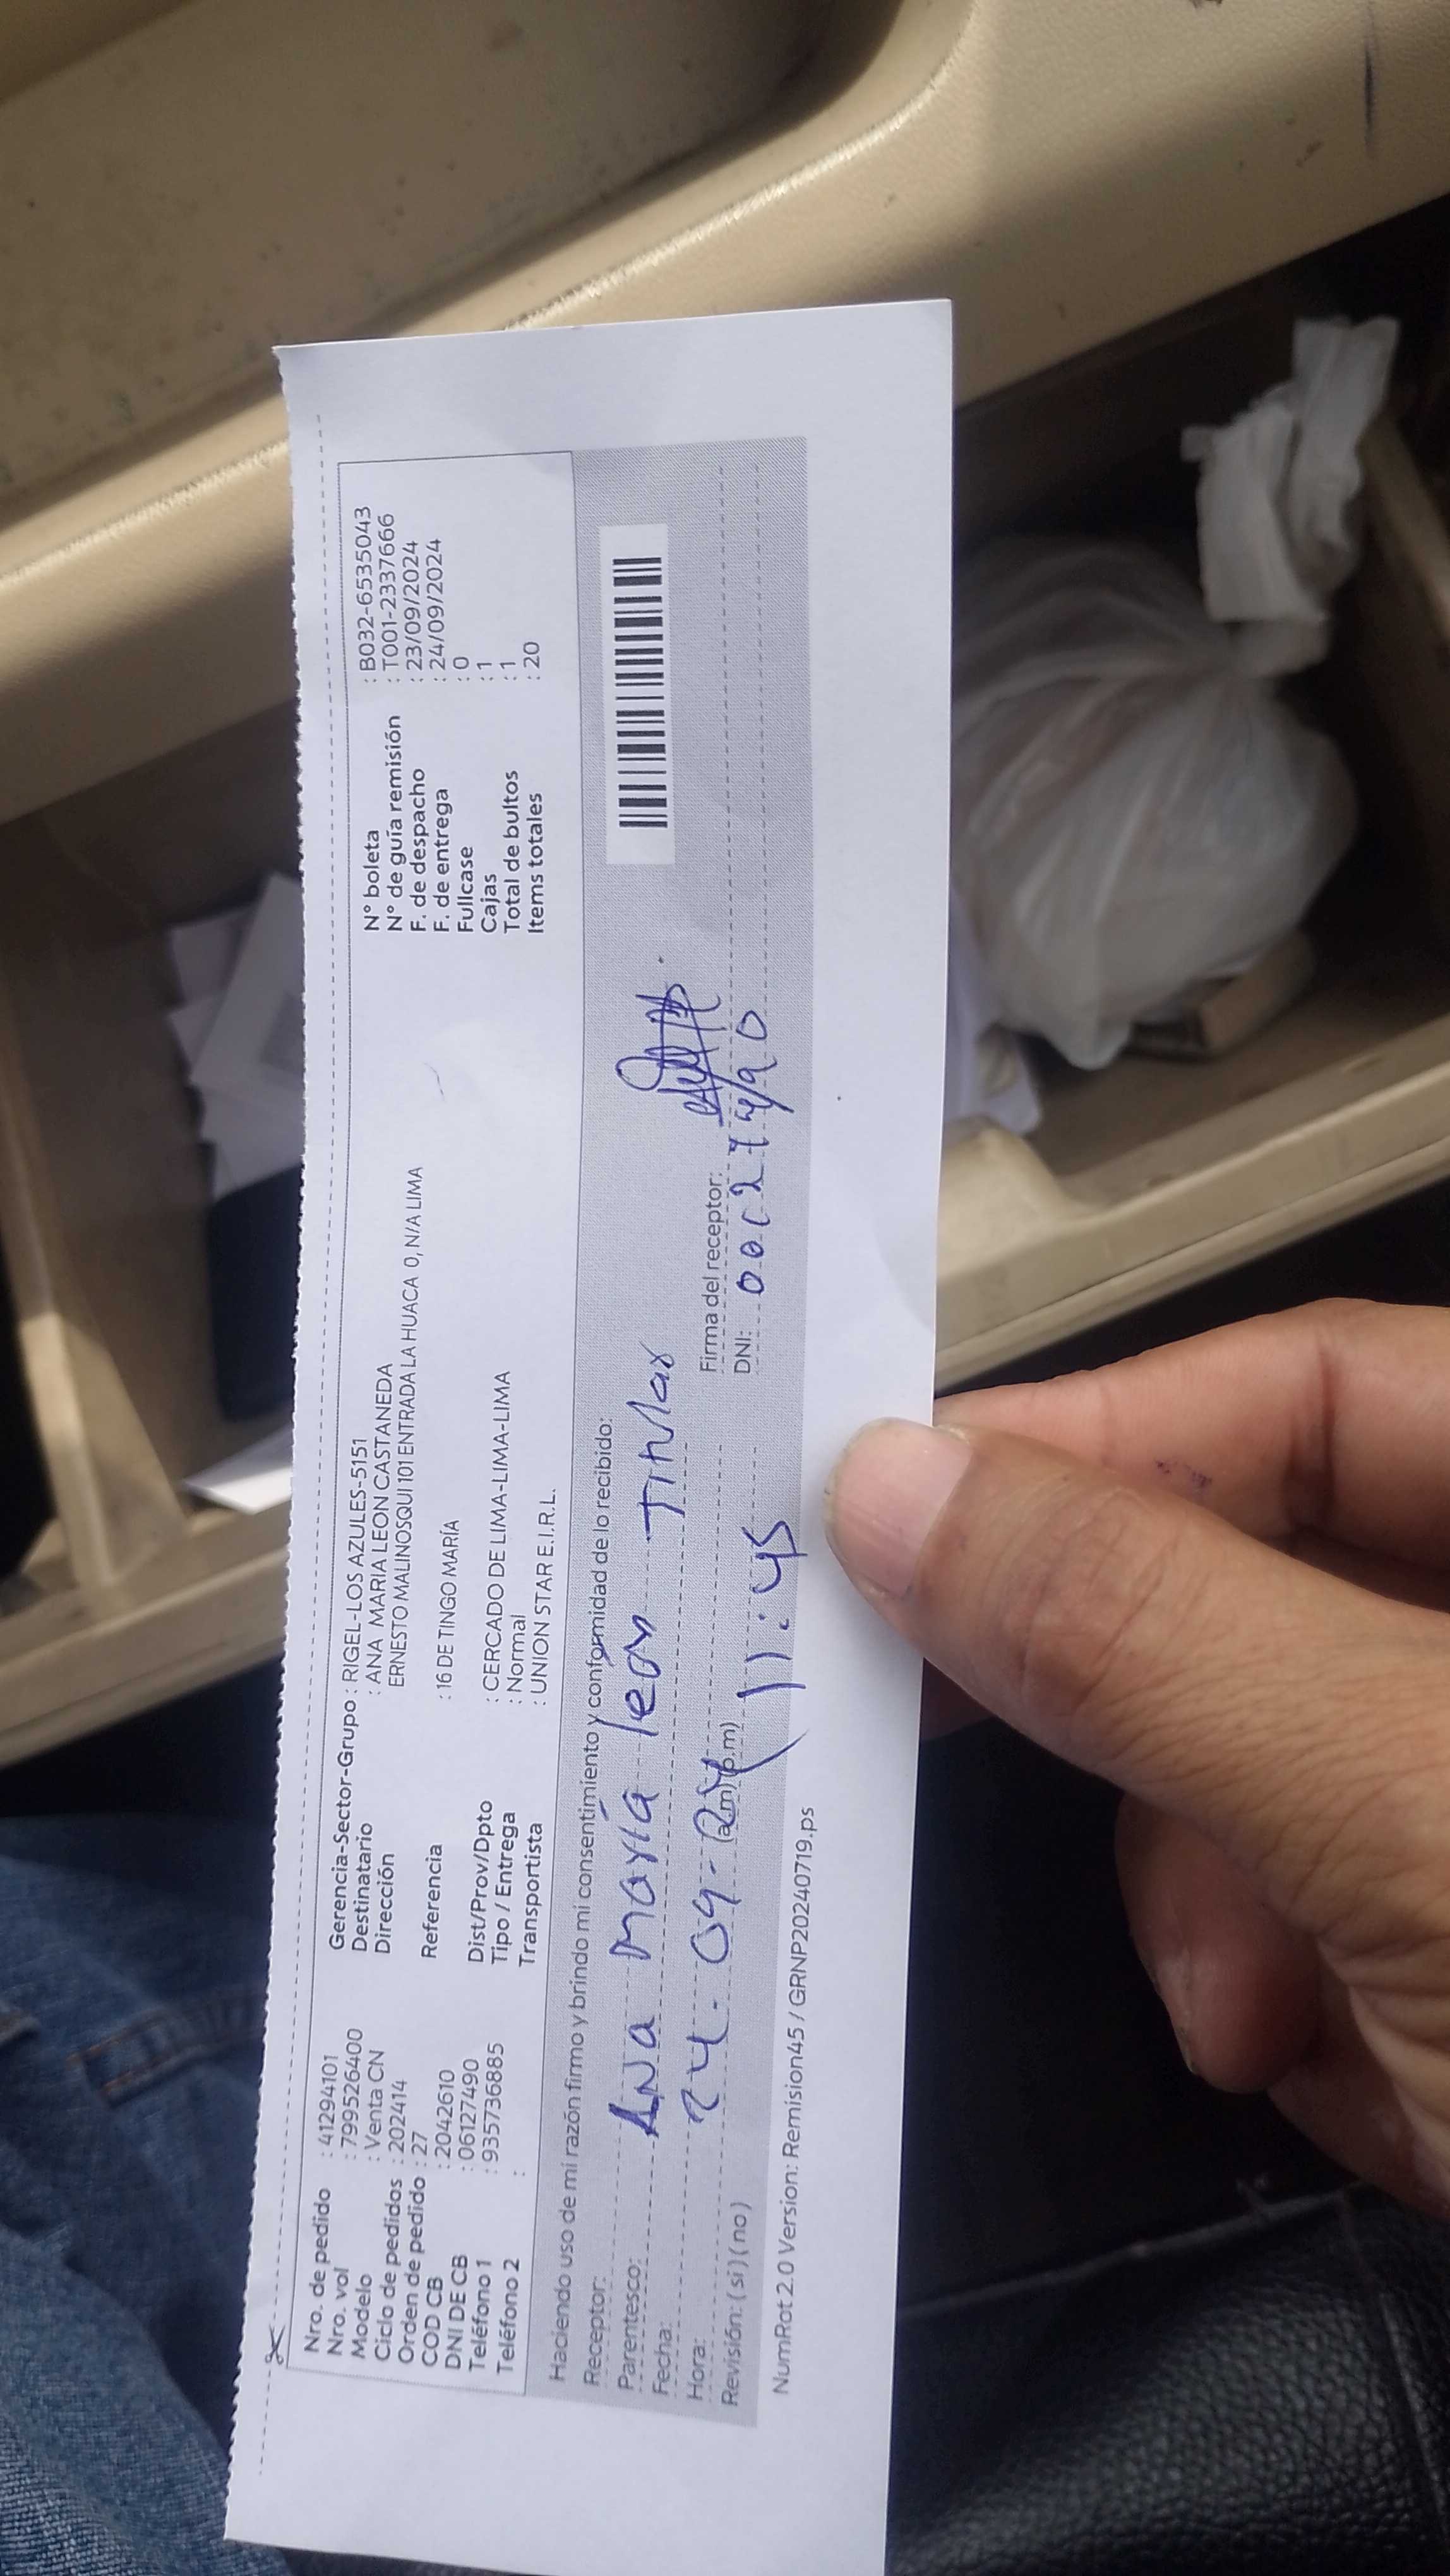 Nro. de pedido : 41294101
Nro. vol : 799526400
Modelo : Venta CN
Ciclo de pedidos : 202414
Orden de pedido : 27
COD CB : 2042610
DNI DE CB : 06127490
Teléfono 1 : 935736885
Teléfono 2 :
Gerencia-Sector-Grupo : RIGEL-LOS AZULES-5151
Destinatario : ANA MARIA LEON CASTANEDA
Dirección ERNESTO MALINOSQUI 101 ENTRADA LA HUACA 0, N/A LIMA
Referencia : 16 DE TINGO MARÍA
Dist/Prov/Dpto : CERCADO DE LIMA-LIMA-LIMA
Tipo / Entrega : Normal
Transportista : UNION STAR E.I.R.L.
N° boleta : B032-6535043
N° de guía remisión : T001-2337666
F. de despacho : 23/09/2024
F. de entrega : 24/09/2024
Fullcase : 0
Cajas : 1
Total de bultos : 1
Items totales : 20
Haciendo uso de mi razón firmo y brindo mi consentimiento y conformidad de lo recibido:
Receptor: Ana María león Titular
Parentesco:
Fecha: 24-09-24
Hora: (a.m) (p.m) 11:45
Revisión: (si) (no)
Firma del receptor:
DNI:
NumRot 2.0 Version: Remision45 / GRNP20240719.ps